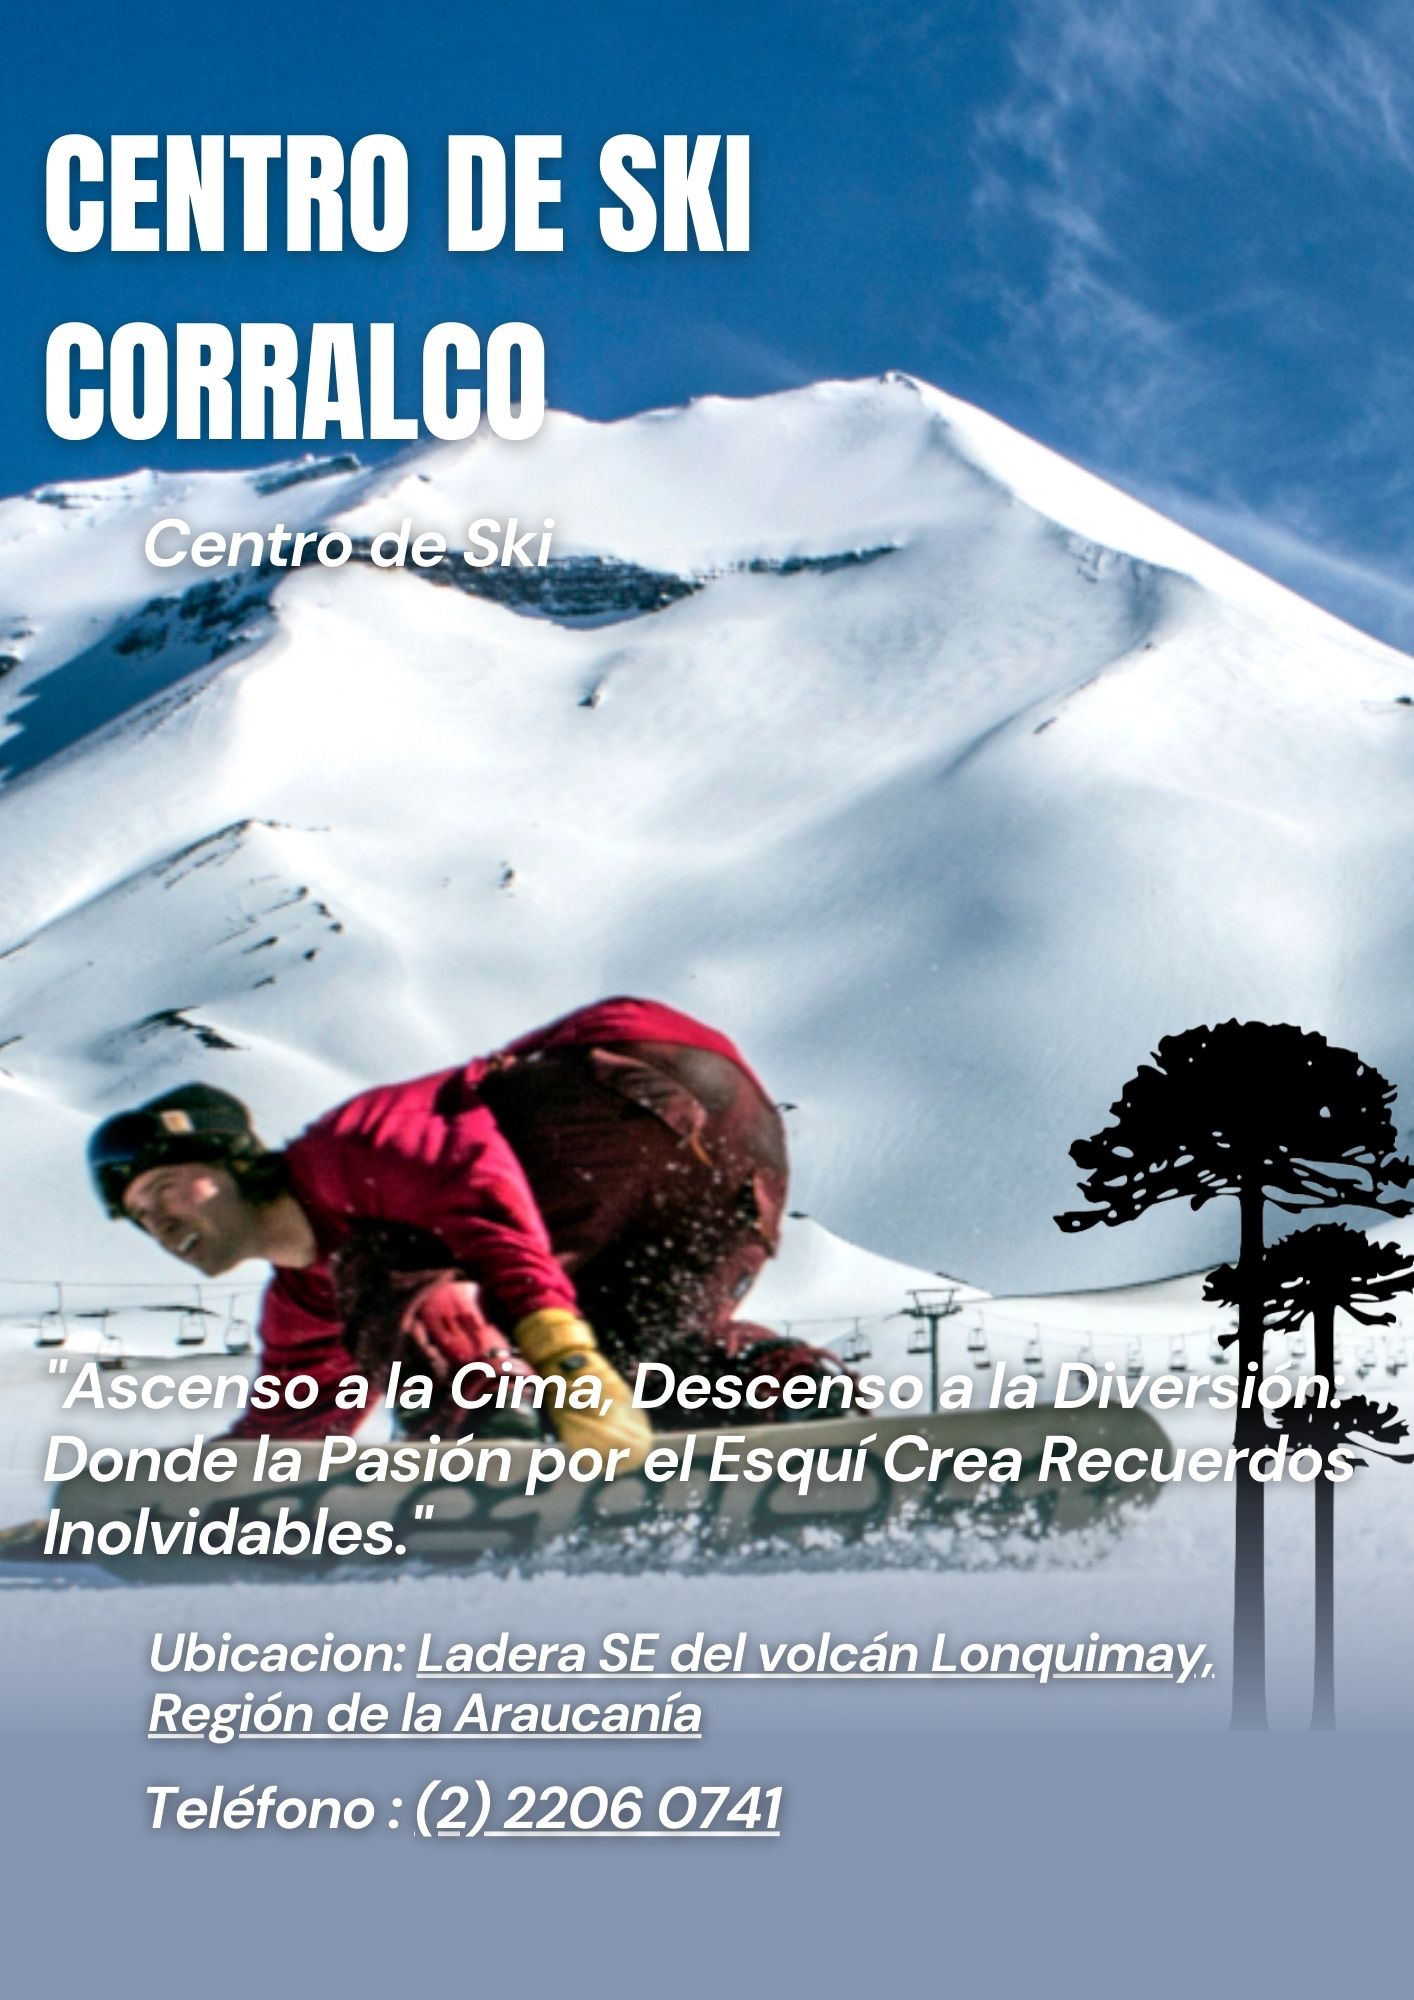 CENTRO DE SKI
CORRALCO
Centro de Ski
"Ascenso a la Cima, Descenso a la Diversión:
Donde la Pasión por el Esquí Crea Recuerdos
Inolvidables."
Ubicacion: Ladera SE del volcán Lonquimay,
Región de la Araucanía
Teléfono : (2) 2206 0741